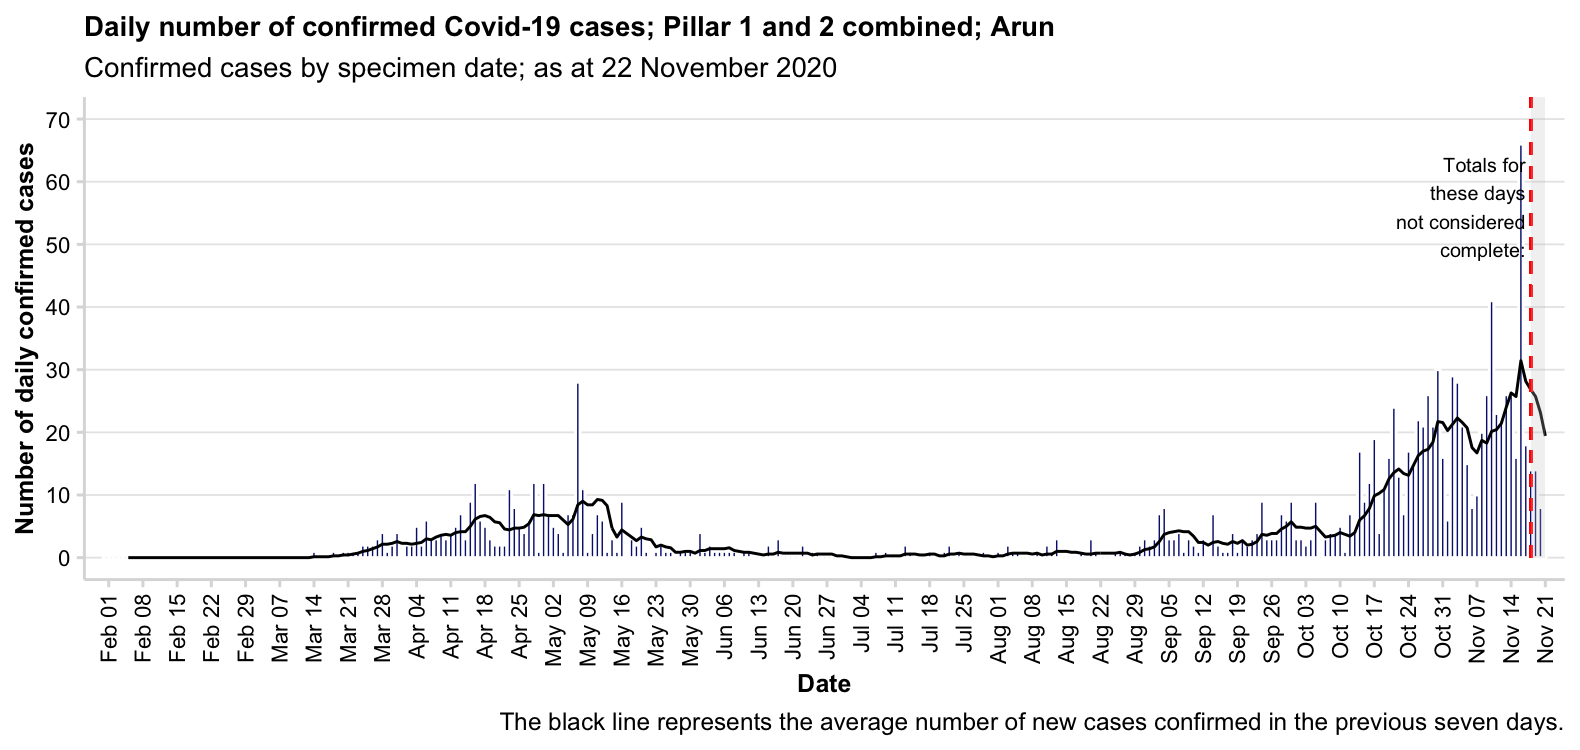 Daily number of confirmed Covid-19 cases; Pillar 1 and 2 combined; Arun
Confirmed cases by specimen date; as at 22 November 2020
Number of daily confirmed cases
70
60
50
40
30
20
10
0
Totals for
these days
not considered
complete:
Feb 01
Feb 08
Feb 15
Feb 22
Feb 29
Mar 07
Mar 14
Mar 21
Mar 28
Apr 04
Apr 11
Apr 18
Apr 25
May 02
May 09
May 16
May 23
May 30
Jun 06
Jun 13
Jun 20
Jun 27
Jul 04
Jul 11
Jul 18
Jul 25
Aug 01
Aug 08
Aug 15
Aug 22
Aug 29
Sep 05
Sep 12
Sep 19
Sep 26
Oct 03
Oct 10
Oct 17
Oct 24
Oct 31
Nov 07
Nov 14
Nov 21
Date
The black line represents the average number of new cases confirmed in the previous seven days.